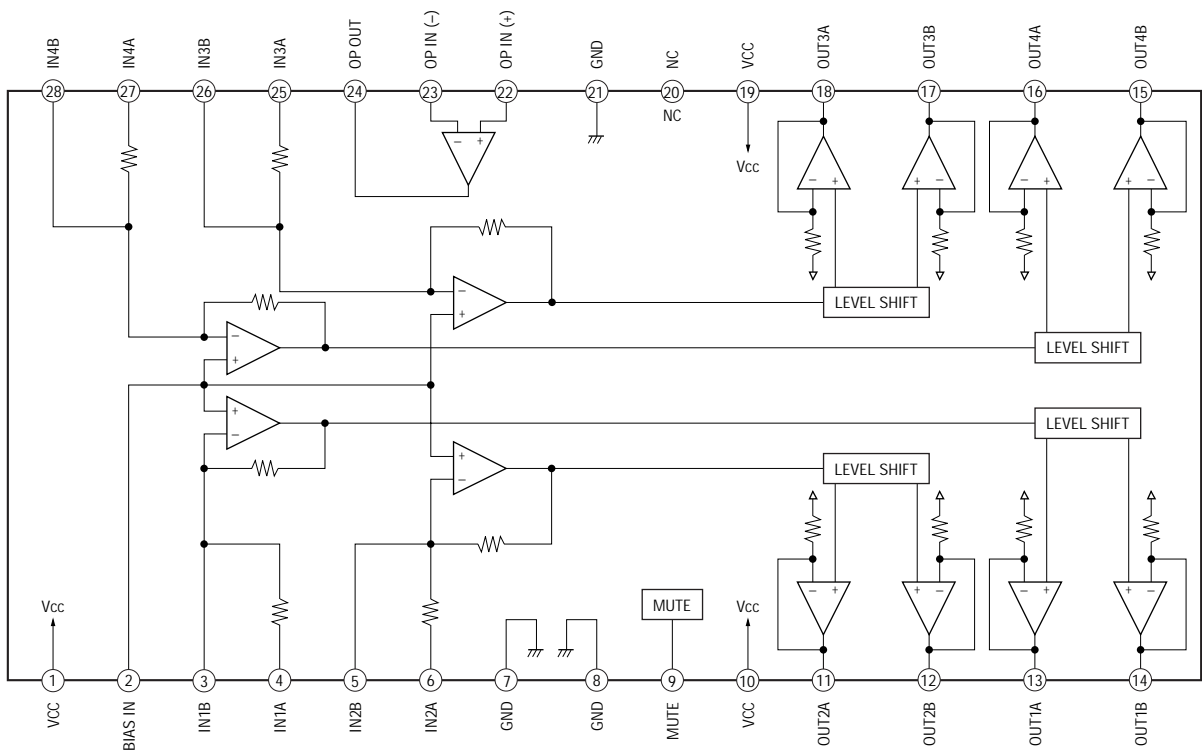 IN4B IN4A IN3B IN3A OP OUT OP IN (−) OP IN (+) GND NC VCC OUT3A OUT3B OUT4A OUT4B
28 27 26 25 24 23 22 21 20 19 18 17 16 15
NC
− +
Vcc
− + + − − + + −
LEVEL SHIFT
−
+
LEVEL SHIFT
−
+
+
−
LEVEL SHIFT
+
−
LEVEL SHIFT
− + + − − + + −
Vcc
MUTE
Vcc
1 2 3 4 5 6 7 8 9 10 11 12 13 14
VCC BIAS IN IN1B IN1A IN2B IN2A GND GND MUTE VCC OUT2A OUT2B OUT1A OUT1B